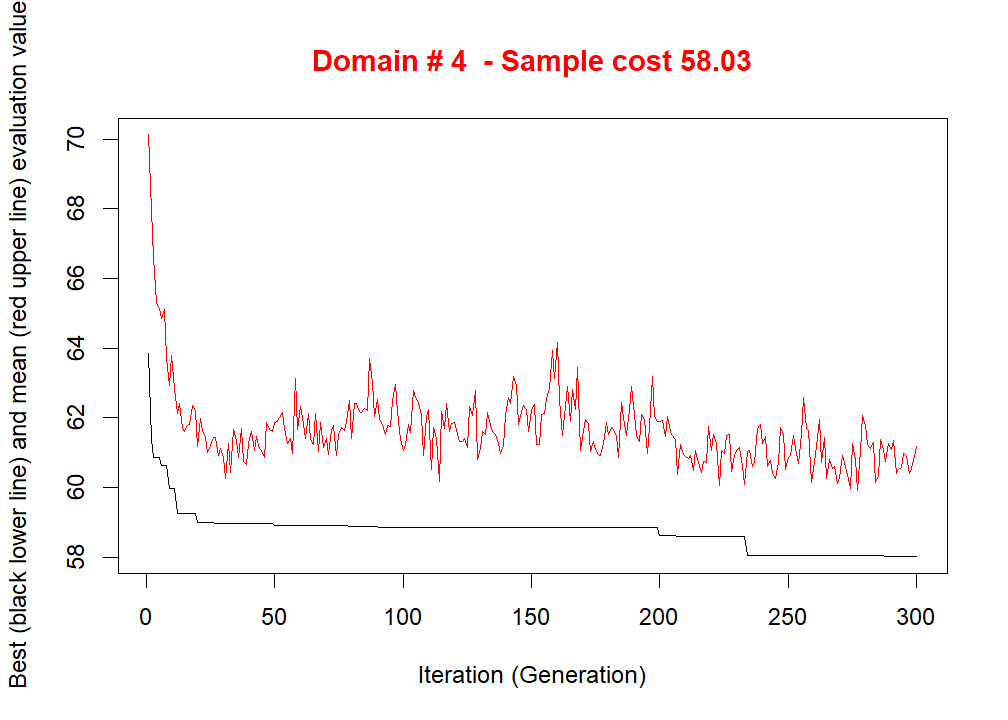 Domain # 4  - Sample cost 58.03
Best (black lower line) and mean (red upper line) evaluation value
70
68
66
64
62
60
58
0 50 100 150 200 250 300
Iteration (Generation)